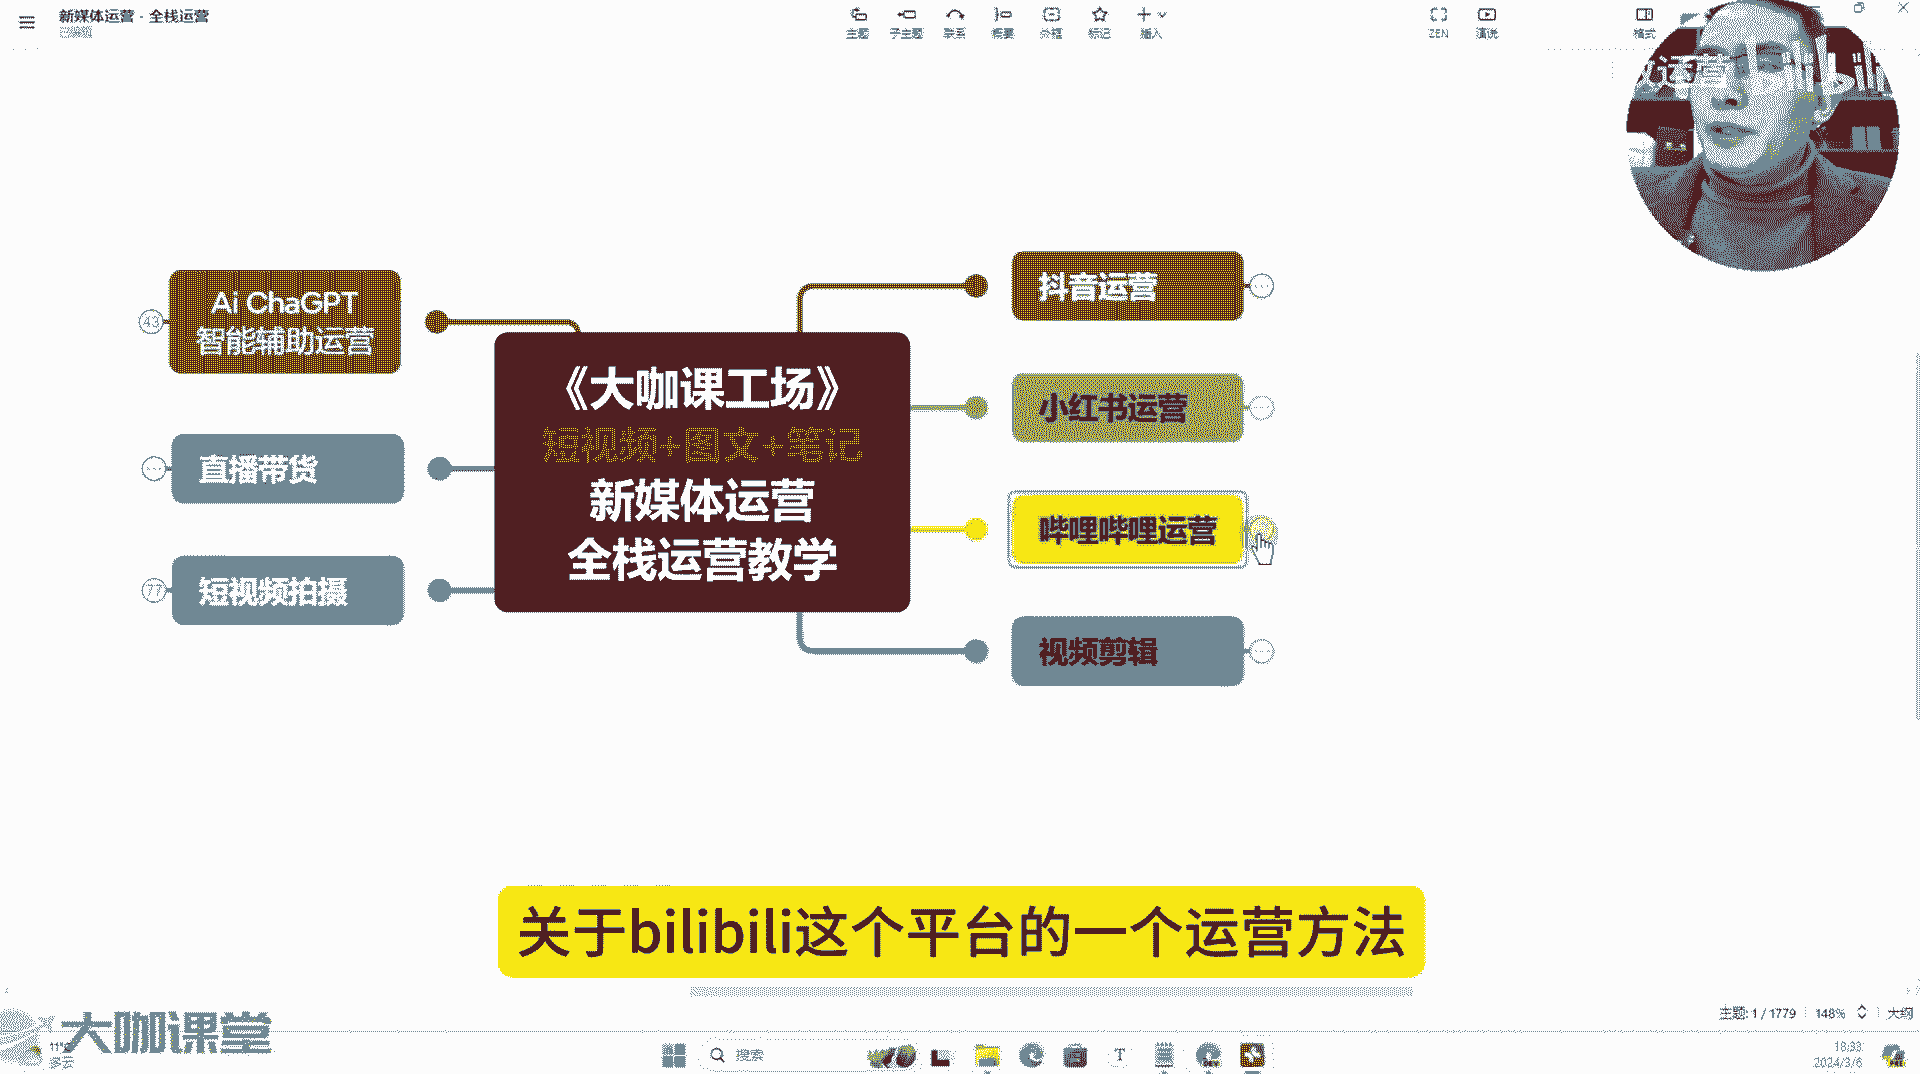 新媒体运营 - 全栈运营
已编辑
主题
子主题
联系
概要
外框
标记
插入
ZEN
演说
格式
Ai ChaGPT
智能辅助运营
43
直播带货
短视频拍摄
77
《大咖课工场》
短视频+图文+笔记
新媒体运营
全栈运营教学
抖音运营
小红书运营
哔哩哔哩运营
视频剪辑
关于bilibili这个平台的一个运营方法
主题: 1 / 1779
148%
大纲
大咖课堂
多云
搜索
18:33
2024/3/6